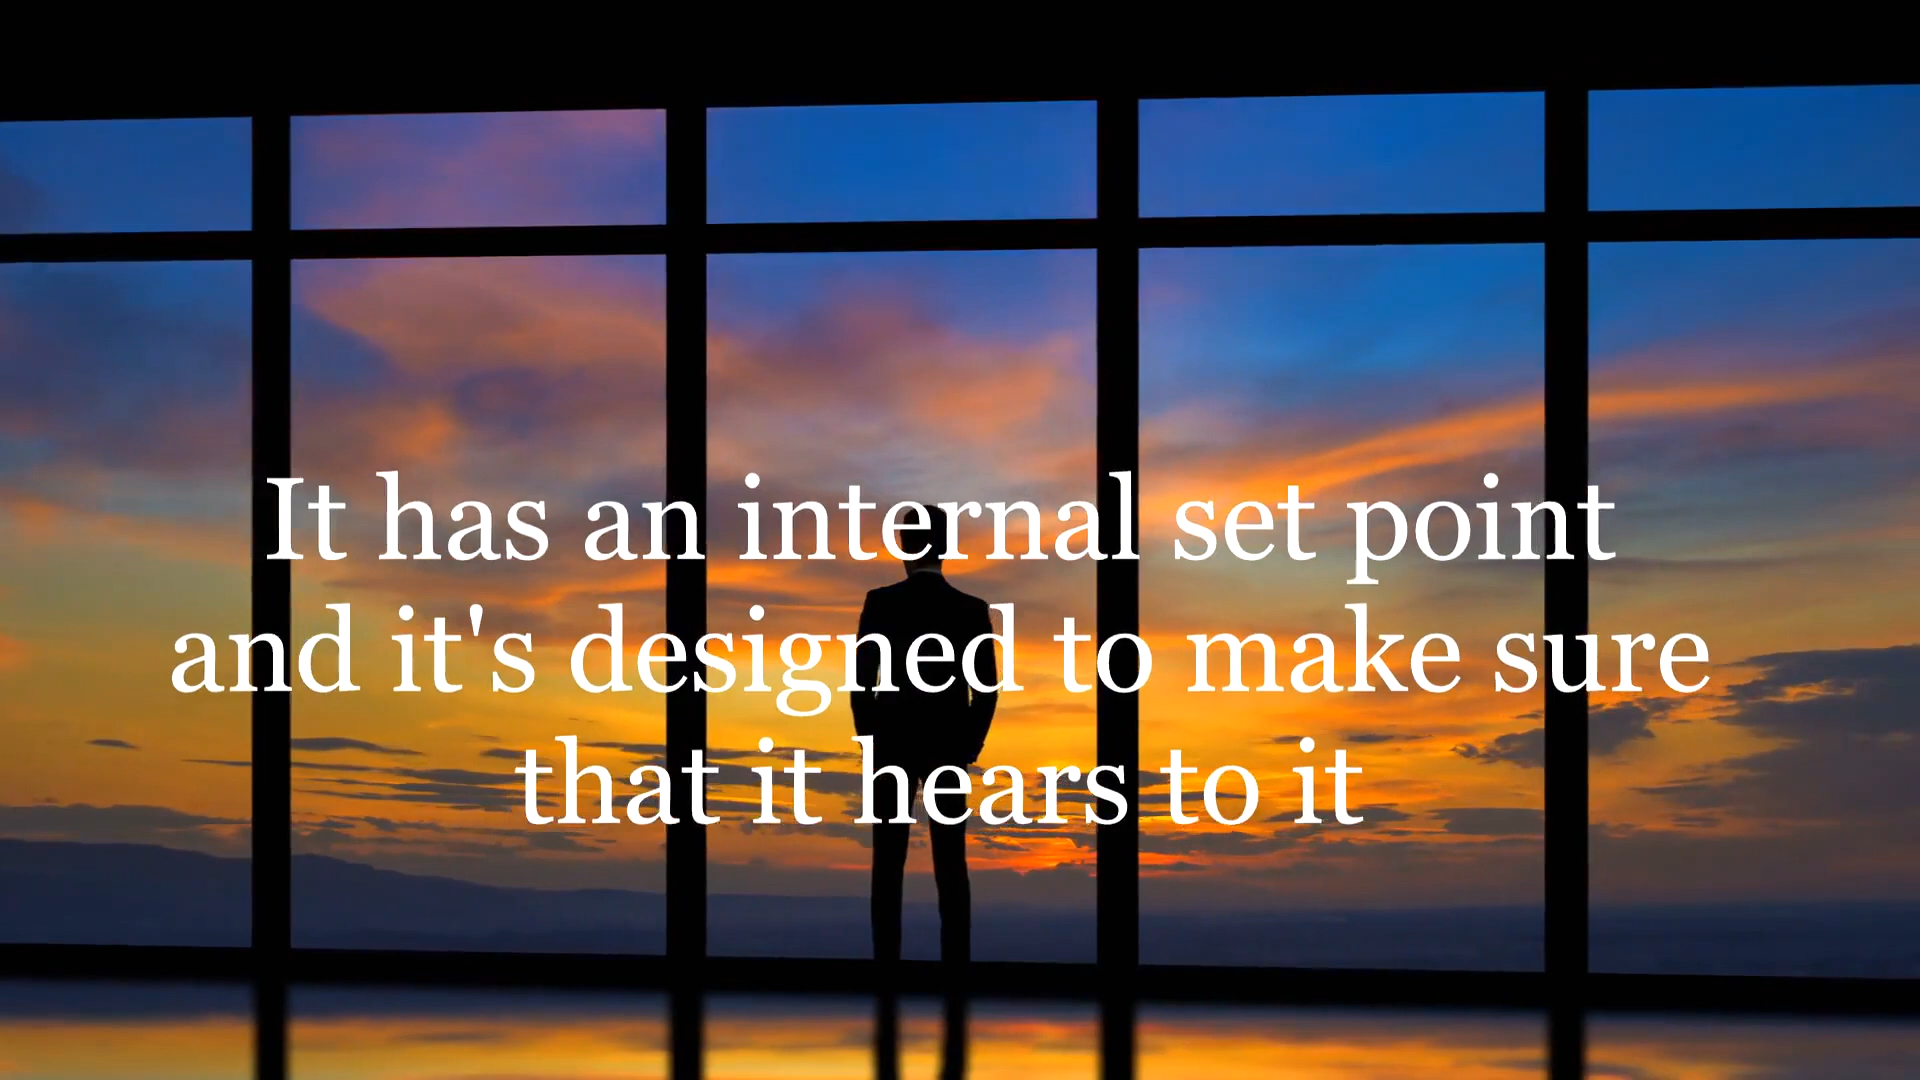 It has an internal set point
and it's designed to make sure
that it hears to it